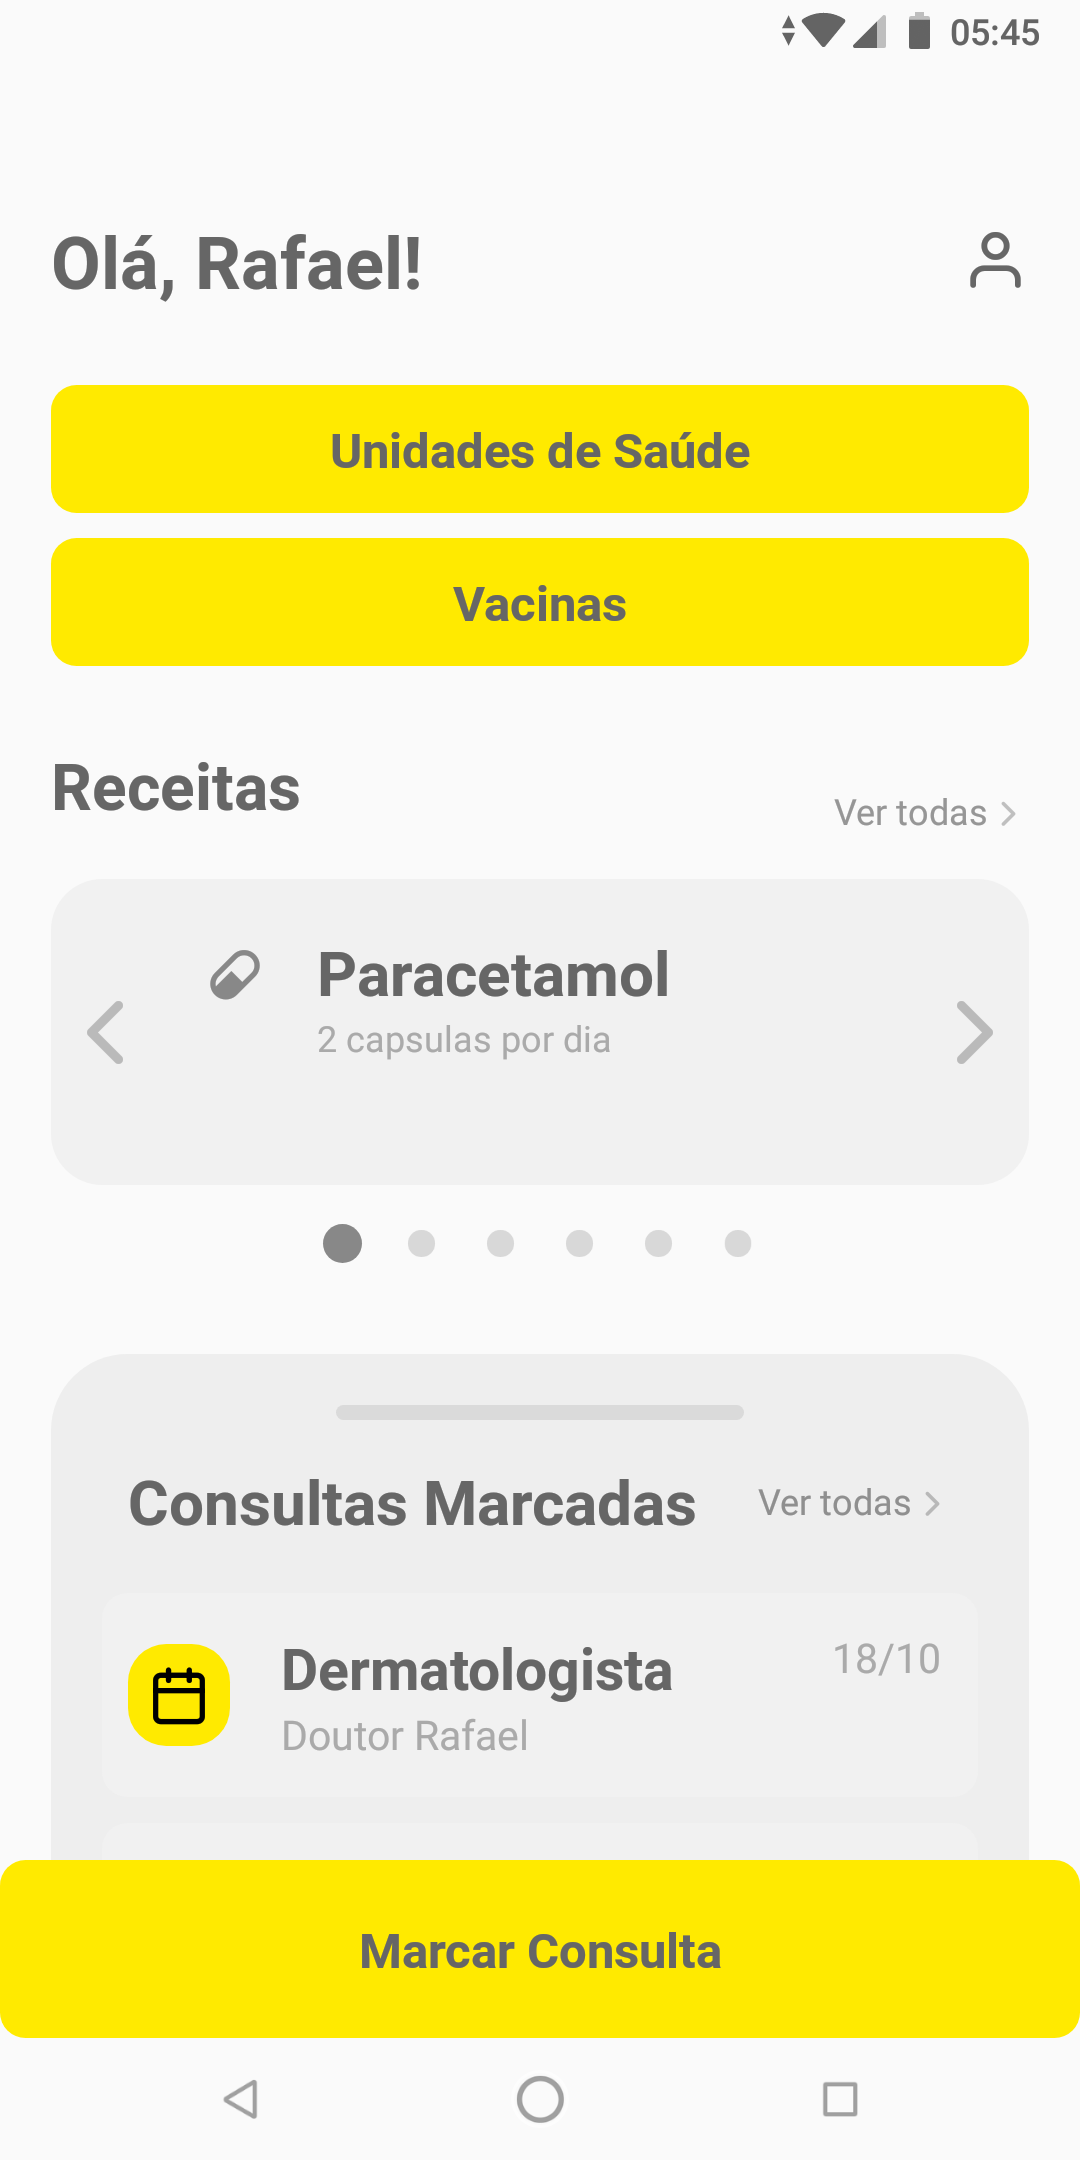 05:45
Olá, Rafael!
Unidades de Saúde
Vacinas
Receitas
Ver todas
Paracetamol
2 capsulas por dia
Consultas Marcadas
Ver todas
Dermatologista
18/10
Doutor Rafael
Marcar Consulta